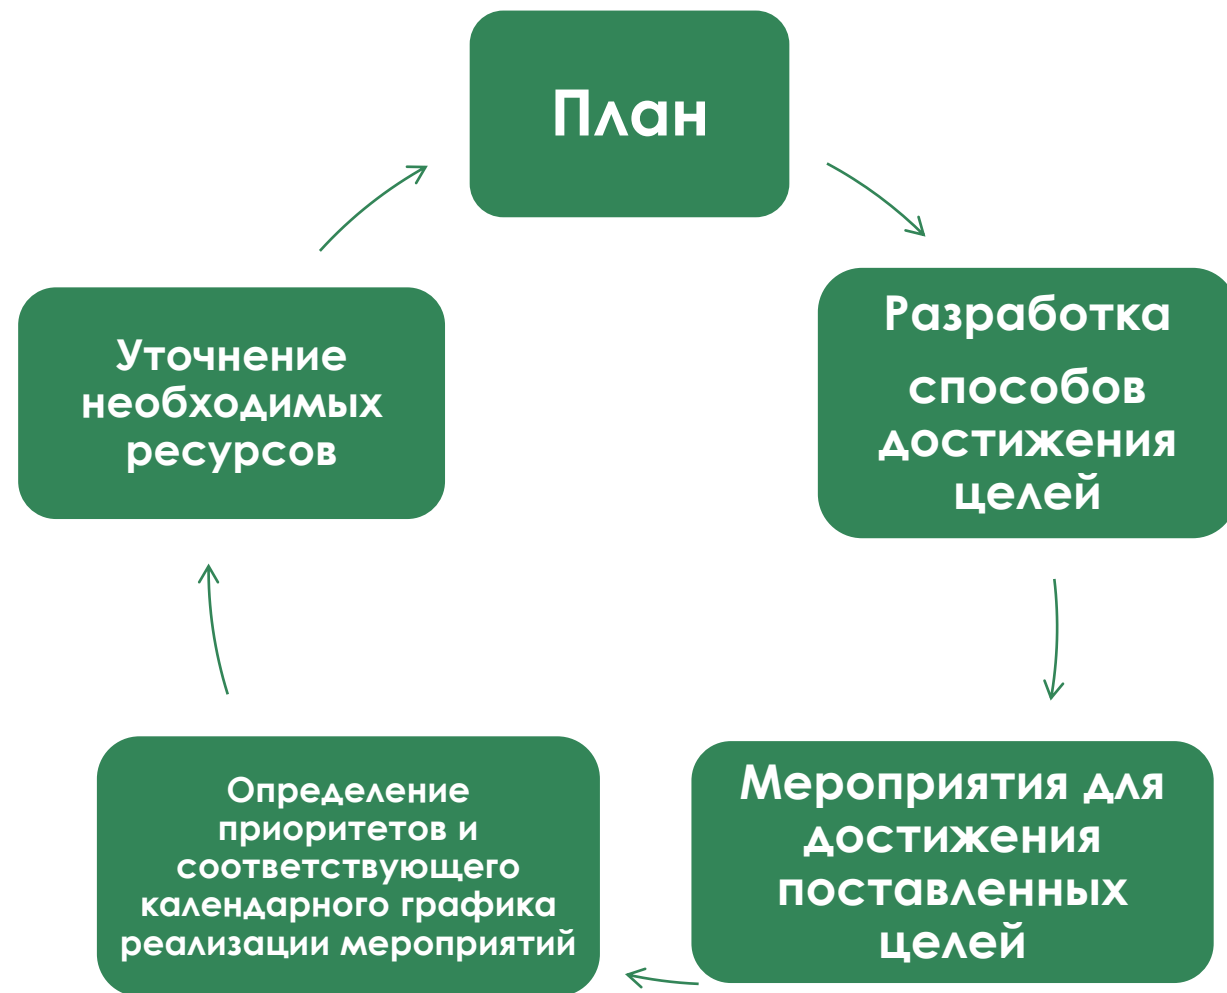 План
Разработка
способов
достижения
целей
Мероприятия для
достижения
поставленных
целей
Определение
приоритетов и
соответствующего
календарного графика
реализации мероприятий
Уточнение
необходимых
ресурсов